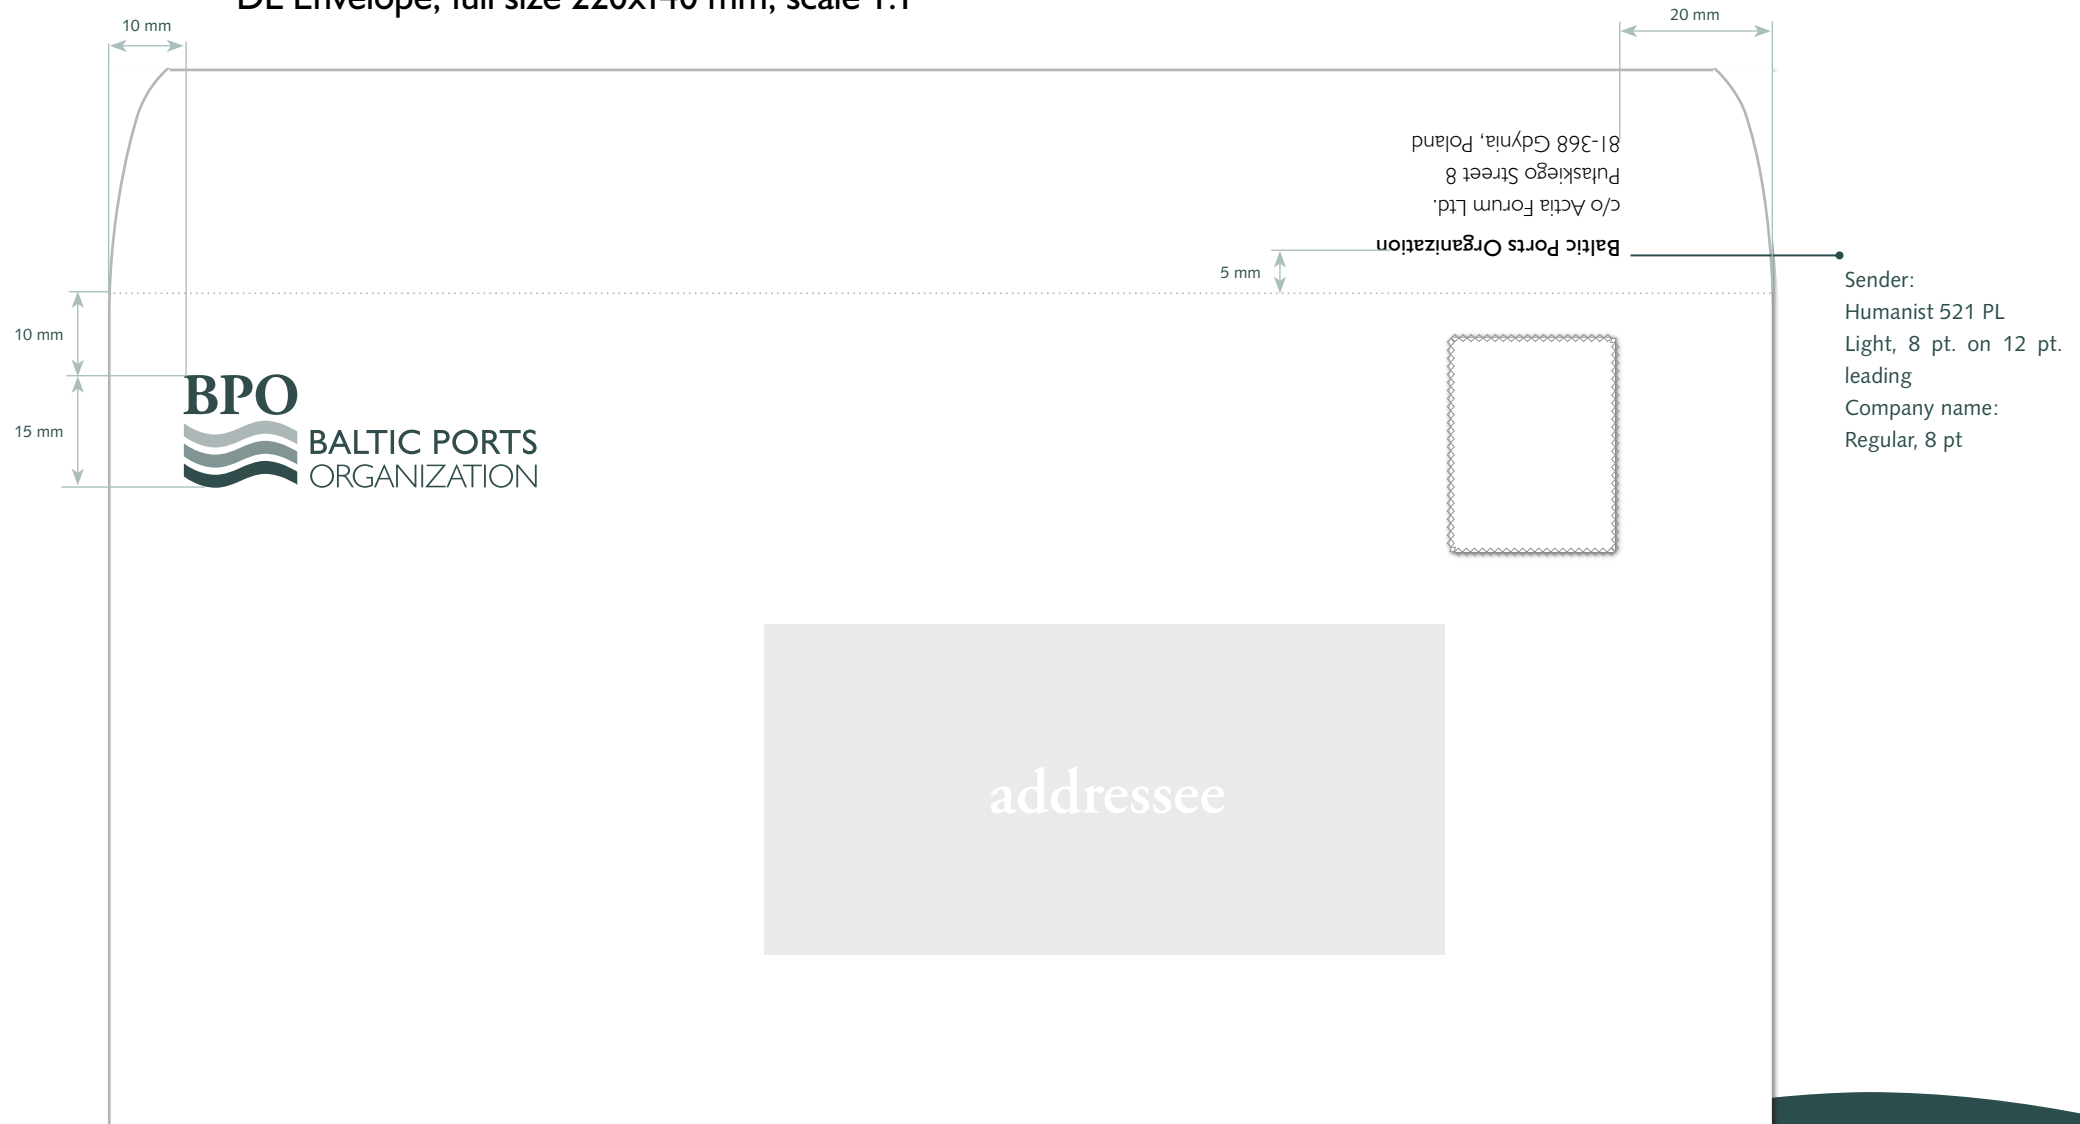 DL Envelope, full size 220x140 mm, scale 1:1
10 mm
20 mm
81-368 Gdynia, Poland
Pułaskiego Street 8
c/o Actia Forum Ltd.
Baltic Ports Organization
5 mm
Sender:
Humanist 521 PL
Light, 8 pt. on 12 pt.
leading
Company name:
Regular, 8 pt
10 mm
15 mm
BPO
BALTIC PORTS
ORGANIZATION
addressee